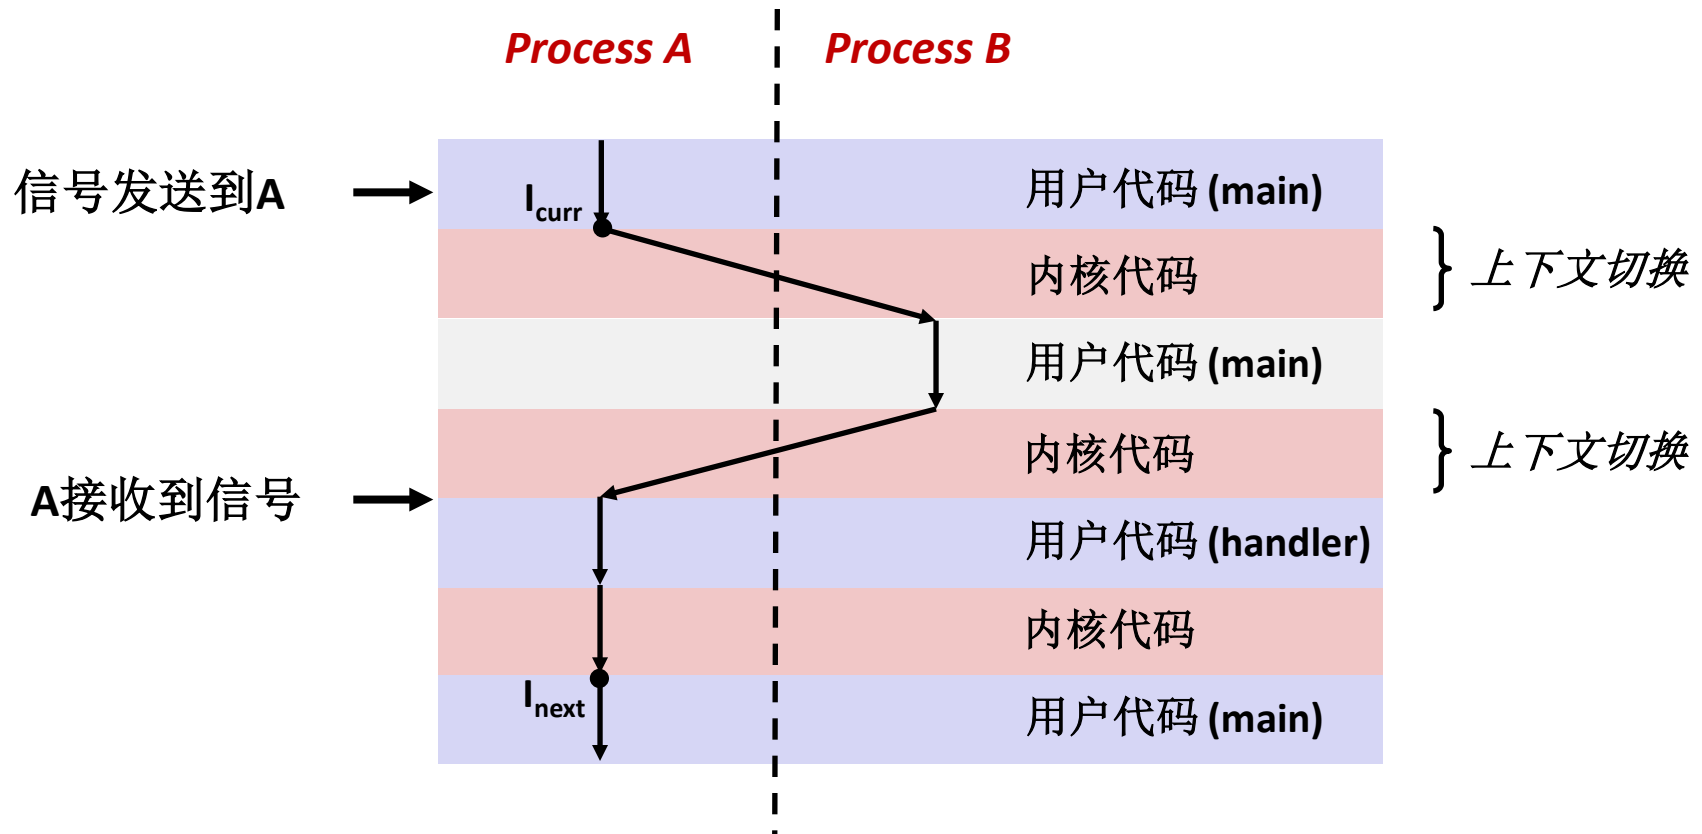 Process A
Process B
信号发送到A
用户代码 (main)
Icurr
内核代码
上下文切换
用户代码 (main)
内核代码
上下文切换
A接收到信号
用户代码 (handler)
内核代码
Inext
用户代码 (main)